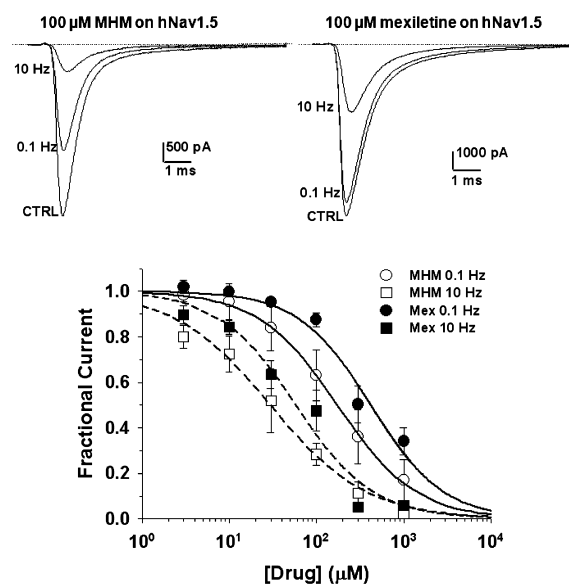 100 µM MHM on hNav1.5
100 µM mexiletine on hNav1.5
10 Hz
0.1 Hz
CTRL
500 pA
1 ms
10 Hz
0.1 Hz
CTRL
1000 pA
1 ms
MHM 0.1 Hz
MHM 10 Hz
Mex 0.1 Hz
Mex 10 Hz
Fractional Current
1.0
0.8
0.6
0.4
0.2
0.0
10⁰ 10¹ 10² 10³ 10⁴
[Drug] (µM)